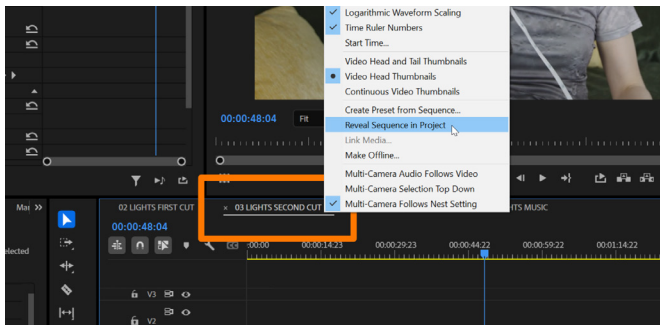 Logarithmic Waveform Scaling
Time Ruler Numbers
Start Time...
Video Head and Tail Thumbnails
Video Head Thumbnails
Continuous Video Thumbnails
Create Preset from Sequence...
Reveal Sequence in Project
Link Media...
Make Offline...
Multi-Camera Audio Follows Video
Multi-Camera Selection Top Down
Multi-Camera Follows Nest Setting
00:00:48:04 Fit
02 LIGHTS FIRST CUT × 03 LIGHTS SECOND CUT HTS MUSIC
00:00:48:04
:00:00 00:00:14:23 00:00:29:23 00:00:44:22 00:00:59:22 00:01:14:22
elected
V3
V2